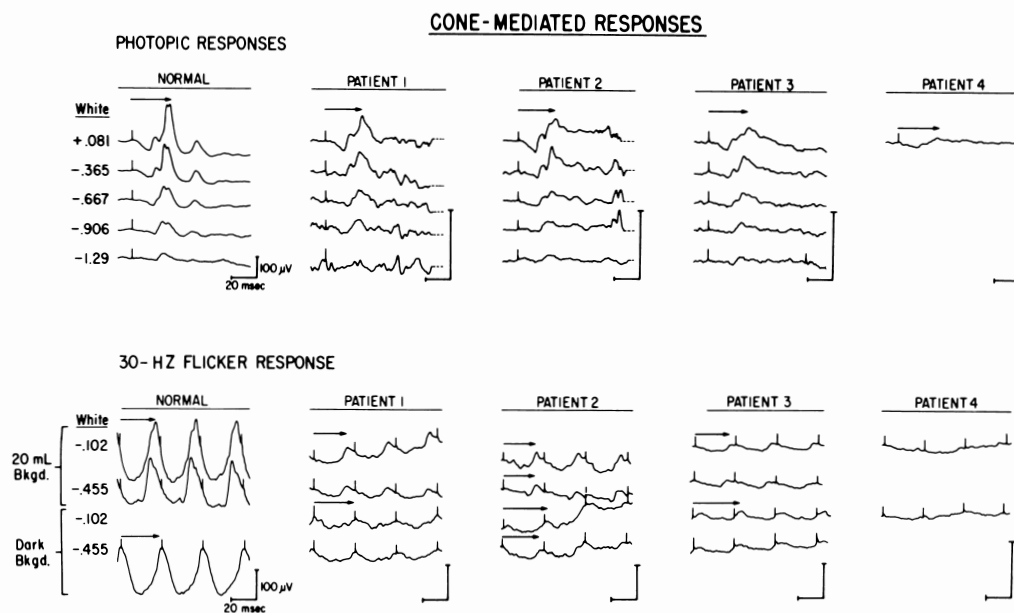 CONE-MEDIATED RESPONSES
PHOTOPIC RESPONSES
NORMAL
PATIENT 1
PATIENT 2
PATIENT 3
PATIENT 4
White
+.081
-.365
-.667
-.906
-1.29
100 µV
20 msec
30-HZ FLICKER RESPONSE
NORMAL
PATIENT 1
PATIENT 2
PATIENT 3
PATIENT 4
White
20 mL
Bkgd.
-.102
-.455
Dark
Bkgd.
-.102
-.455
100 µV
20 msec